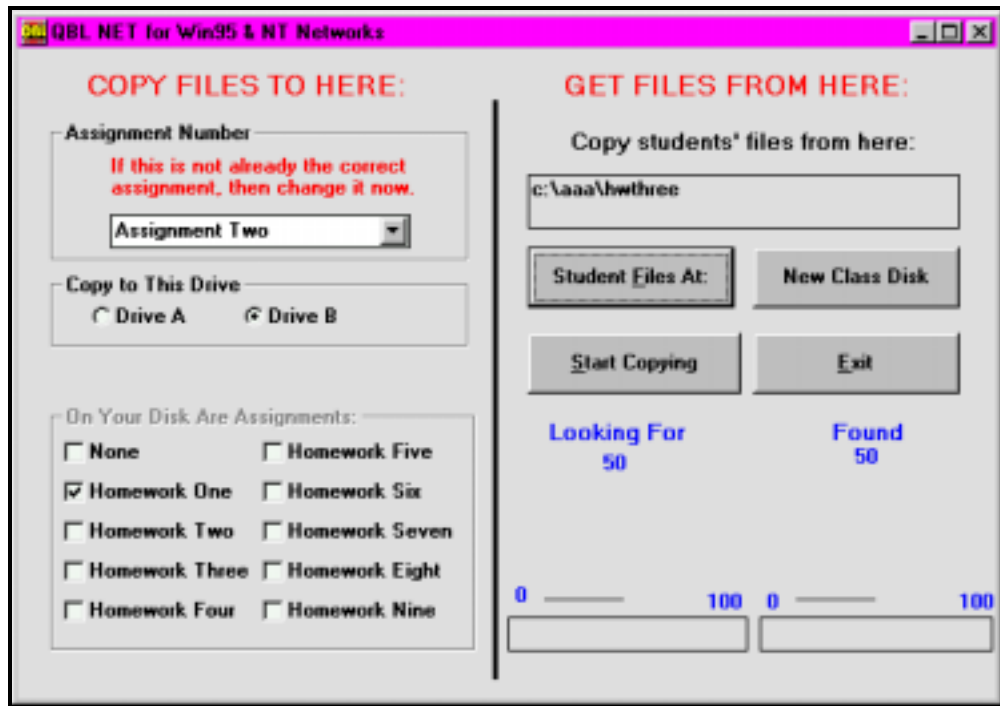 QBL NET for Win95 & NT Networks
COPY FILES TO HERE:
Assignment Number
If this is not already the correct
assignment, then change it now.
Assignment Two
Copy to This Drive
Drive A
Drive B
On Your Disk Are Assignments:
None
Homework One
Homework Two
Homework Three
Homework Four
Homework Five
Homework Six
Homework Seven
Homework Eight
Homework Nine
GET FILES FROM HERE:
Copy students' files from here:
c:\aaa\hwthree
Student Files At:
New Class Disk
Start Copying
Exit
Looking For
50
Found
50
0
100
0
100